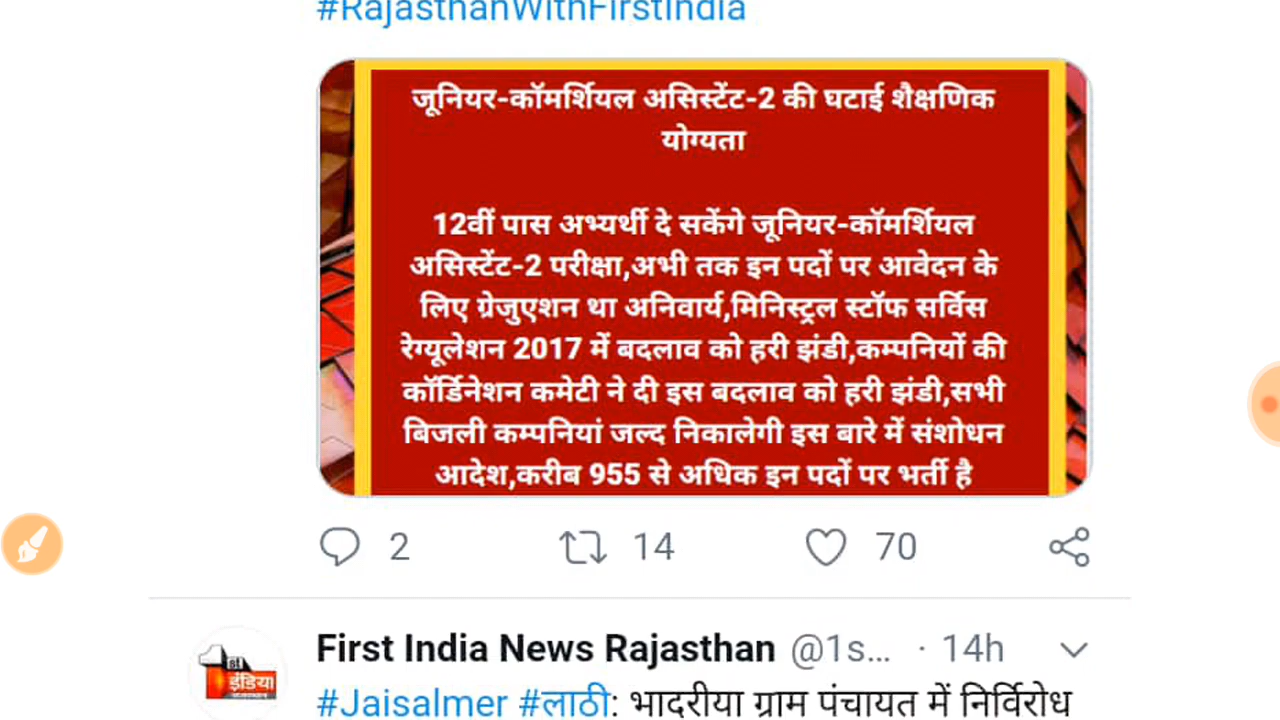 #RajasthanWithFirstIndia
जूनियर-कॉमर्शियल असिस्टेंट-2 की घटाई शैक्षणिक
योग्यता
12वीं पास अभ्यर्थी दे सकेंगे जूनियर-कॉमर्शियल
असिस्टेंट-2 परीक्षा,अभी तक इन पदों पर आवेदन के
लिए ग्रेजुएशन था अनिवार्य,मिनिस्ट्रल स्टॉफ सर्विस
रेग्यूलेशन 2017 में बदलाव को हरी झंडी,कम्पनियों की
कॉर्डिनेशन कमेटी ने दी इस बदलाव को हरी झंडी,सभी
बिजली कम्पनियां जल्द निकालेगी इस बारे में संशोधन
आदेश,करीब 955 से अधिक इन पदों पर भर्ती है
2 14 70
1st
इंडिया
First India News Rajasthan @1s... · 14h
#Jaisalmer #लाठी: भादरीया ग्राम पंचायत में निर्विरोध